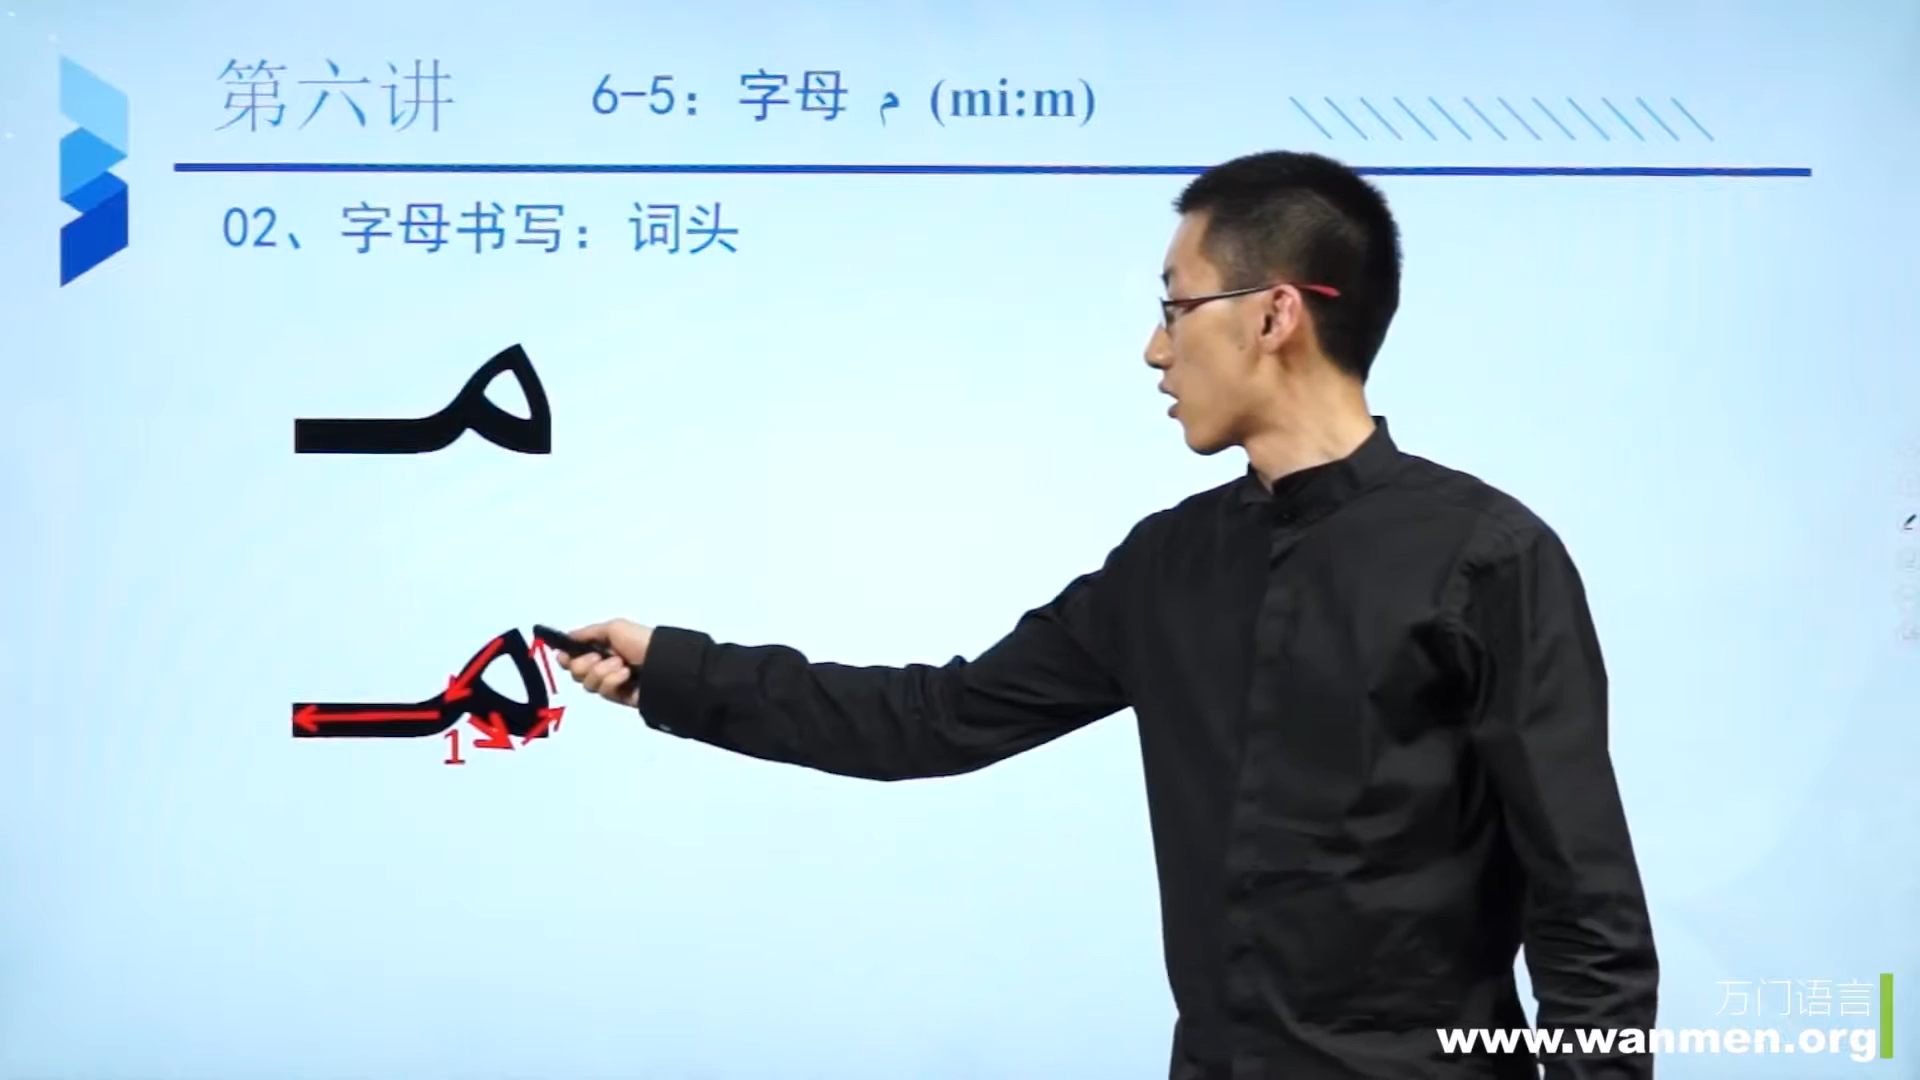 第六讲
6-5：字母 م (mi:m)
02、字母书写：词头
مـ
مـ
1
万门语言
www.wanmen.org